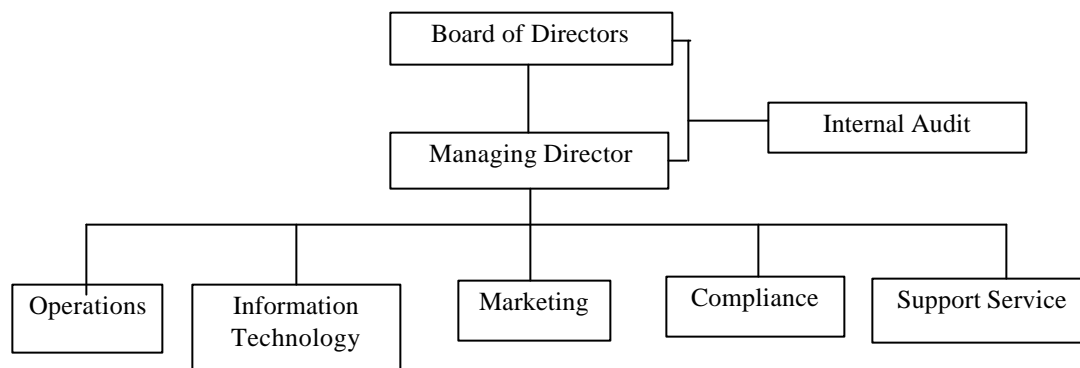 Board of Directors
Internal Audit
Managing Director
Operations
Information
Technology
Marketing
Compliance
Support Service